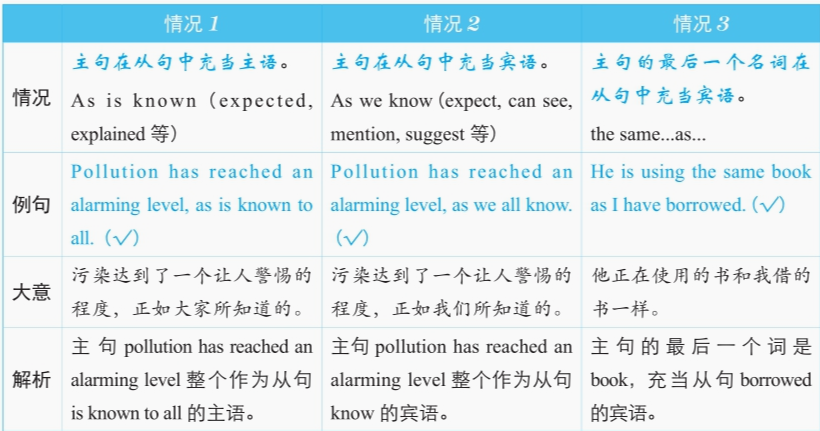 情况 1 情况 2 情况 3
情况
主句在从句中充当主语。
As is known（expected,
explained 等）
主句在从句中充当宾语。
As we know (expect, can see,
mention, suggest 等）
主句的最后一个名词在
从句中充当宾语。
the same...as...
例句
Pollution has reached an
alarming level, as is known to
all.（✓）
Pollution has reached an
alarming level, as we all know.
（✓）
He is using the same book
as I have borrowed.（✓）
大意
污染达到了一个让人警惕的
程度，正如大家所知道的。
污染达到了一个让人警惕的
程度，正如我们所知道的。
他正在使用的书和我借的
书一样。
解析
主句 pollution has reached an
alarming level 整个作为从句
is known to all 的主语。
主句 pollution has reached an
alarming level 整个作为从句
know 的宾语。
主句的最后一个词是
book，充当从句 borrowed
的宾语。